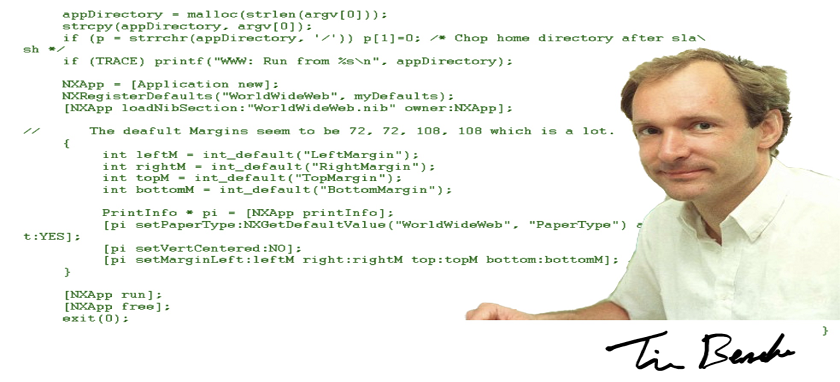 appDirectory = malloc(strlen(argv[0]));
strcpy(appDirectory, argv[0]);
if (p = strrchr(appDirectory, '/')) p[1]=0; /* Chop home directory after sla\
sh */
if (TRACE) printf("WWW: Run from %s\n", appDirectory);
NXApp = [Application new];
NXRegisterDefaults("WorldWideWeb", myDefaults);
[NXApp loadNibSection:"WorldWideWeb.nib" owner:NXApp];
// The deafult Margins seem to be 72, 72, 108, 108 which is a lot.
{
int leftM = int_default("LeftMargin");
int rightM = int_default("RightMargin");
int topM = int_default("TopMargin");
int bottomM = int_default("BottomMargin");
PrintInfo * pi = [NXApp printInfo];
[pi setPaperType:NXGetDefaultValue("WorldWideWeb", "PaperType") a
t:YES];
[pi setVertCentered:NO];
[pi setMarginLeft:leftM right:rightM top:topM bottom:bottomM];
}
[NXApp run];
[NXApp free];
exit(0);
}
Tim